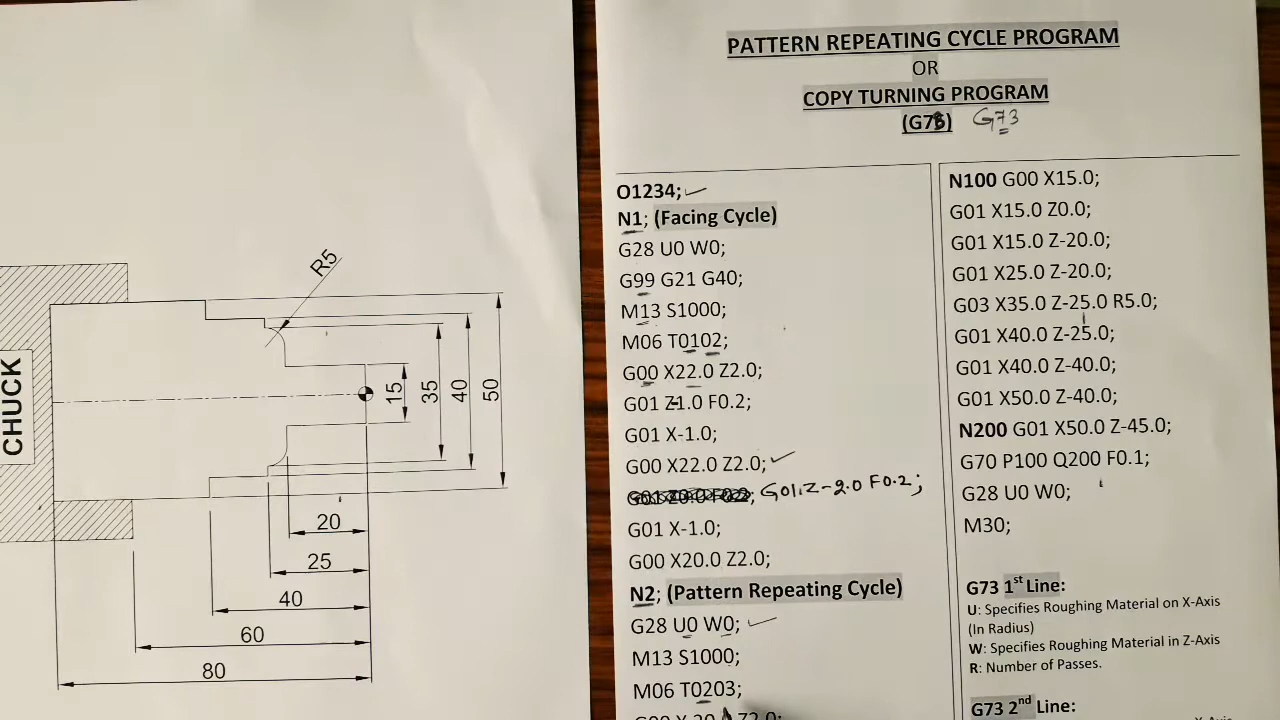 PATTERN REPEATING CYCLE PROGRAM
OR
COPY TURNING PROGRAM
(G73) G73
O1234;
N1; (Facing Cycle)
G28 U0 W0;
G99 G21 G40;
M13 S1000;
M06 T0102;
G00 X22.0 Z2.0;
G01 Z-1.0 F0.2;
G01 X-1.0;
G00 X22.0 Z2.0;
G01 Z-2.0 F0.2;
G01 X-1.0;
G00 X20.0 Z2.0;
N2; (Pattern Repeating Cycle)
G28 U0 W0;
M13 S1000;
M06 T0203;
N100 G00 X15.0;
G01 X15.0 Z0.0;
G01 X15.0 Z-20.0;
G01 X25.0 Z-20.0;
G03 X35.0 Z-25.0 R5.0;
G01 X40.0 Z-25.0;
G01 X40.0 Z-40.0;
G01 X50.0 Z-40.0;
N200 G01 X50.0 Z-45.0;
G70 P100 Q200 F0.1;
G28 U0 W0;
M30;
G73 1st Line:
U: Specifies Roughing Material on X-Axis
(In Radius)
W: Specifies Roughing Material in Z-Axis
R: Number of Passes.
G73 2nd Line:
CHUCK
R5
15
35
40
50
20
25
40
60
80